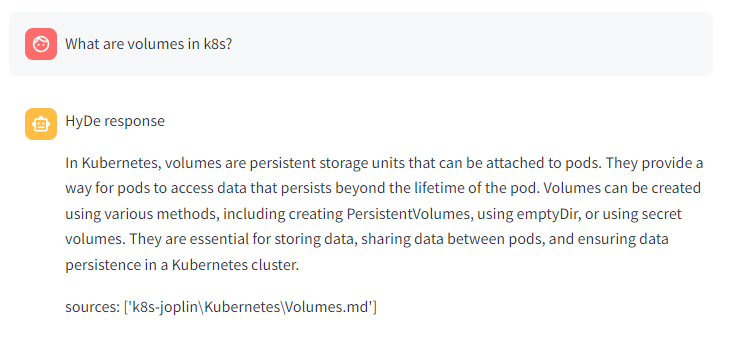 What are volumes in k8s?
HyDe response
In Kubernetes, volumes are persistent storage units that can be attached to pods. They provide a
way for pods to access data that persists beyond the lifetime of the pod. Volumes can be created
using various methods, including creating PersistentVolumes, using emptyDir, or using secret
volumes. They are essential for storing data, sharing data between pods, and ensuring data
persistence in a Kubernetes cluster.
sources: ['k8s-joplin\Kubernetes\Volumes.md']